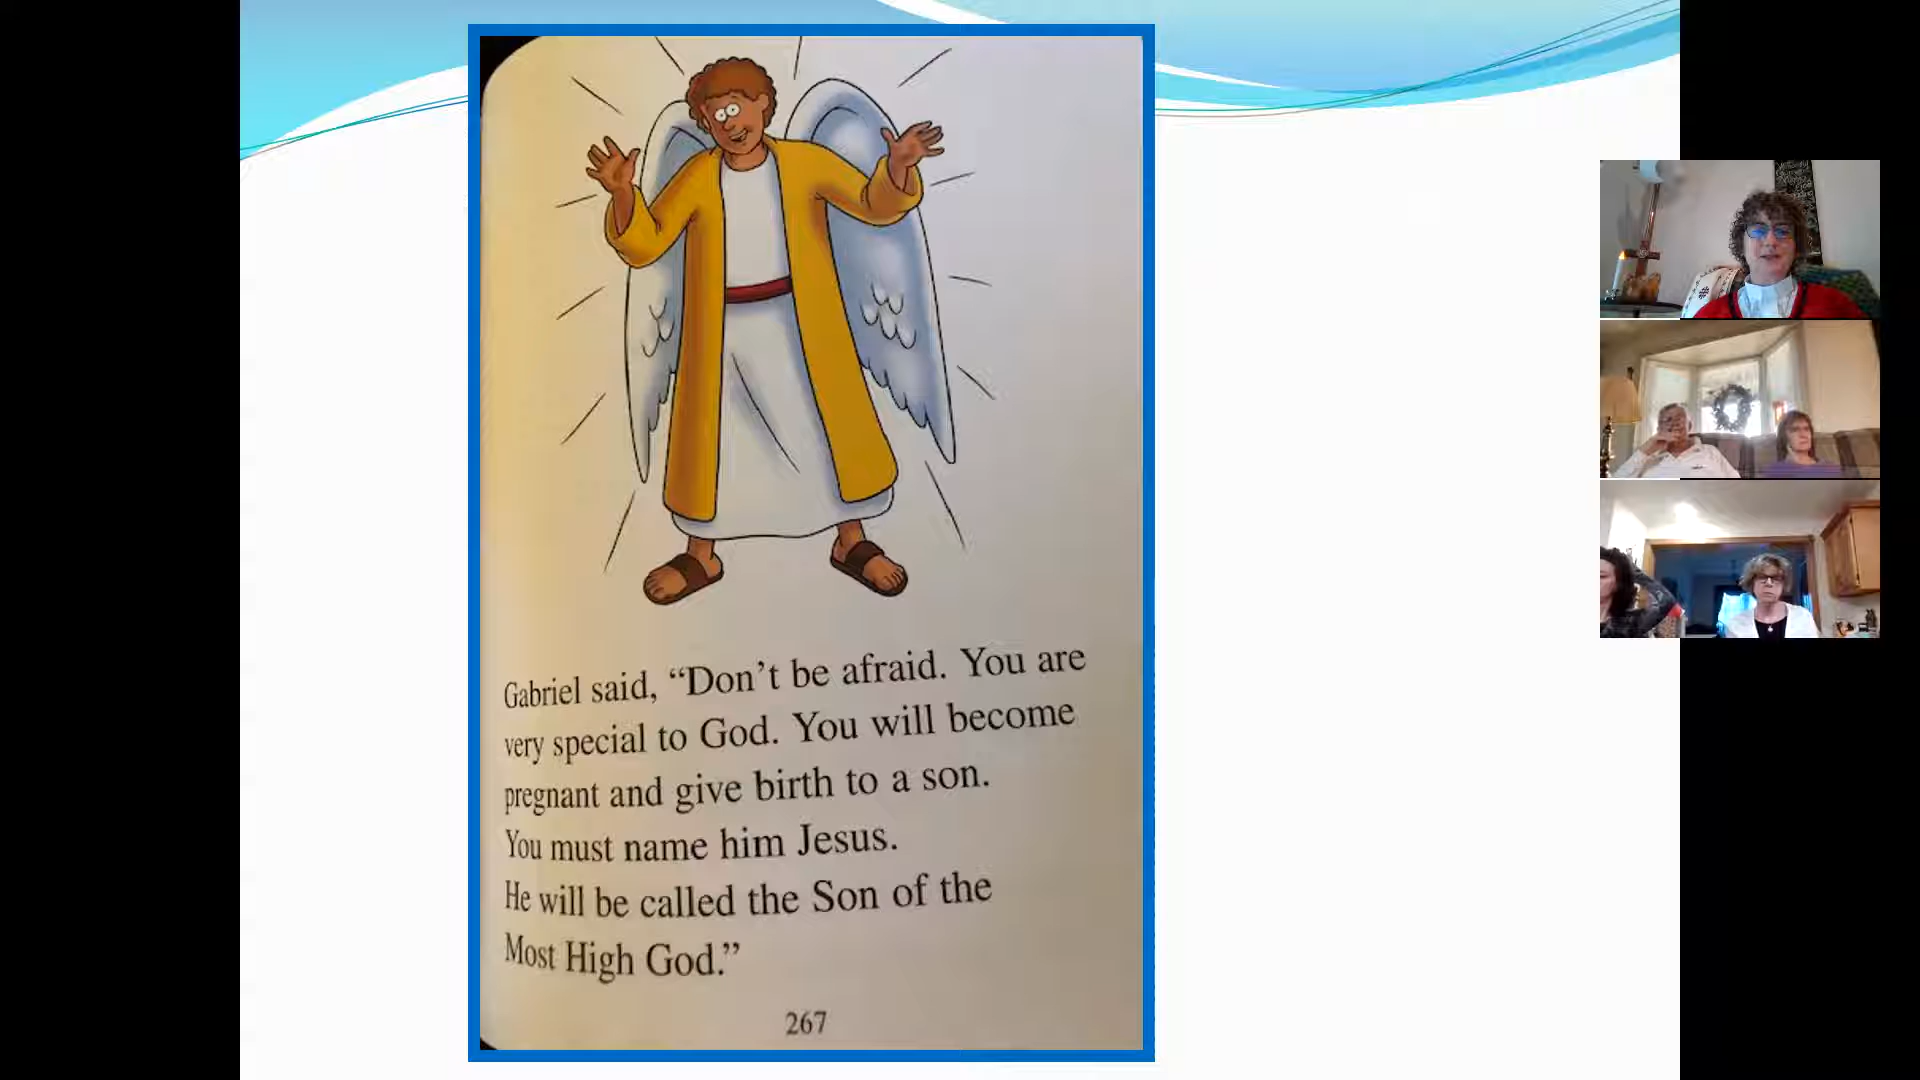 Gabriel said, “Don’t be afraid. You are
very special to God. You will become
pregnant and give birth to a son.
You must name him Jesus.
He will be called the Son of the
Most High God.”
267